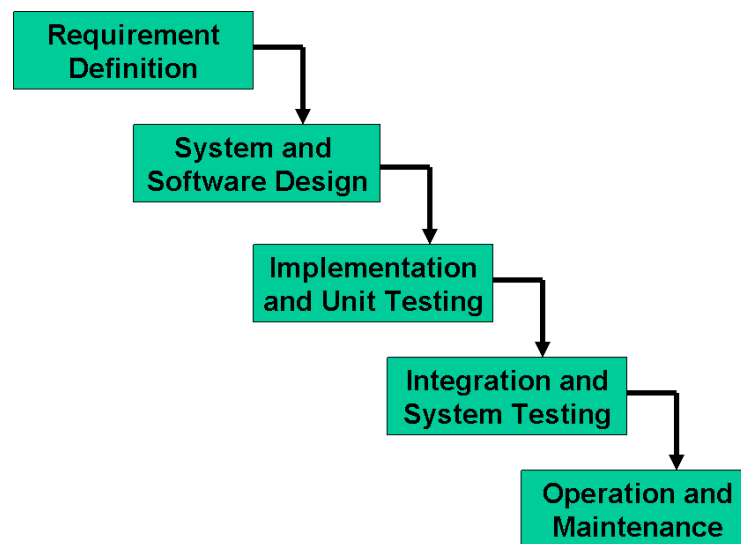 Requirement
Definition
System and
Software Design
Implementation
and Unit Testing
Integration and
System Testing
Operation and
Maintenance